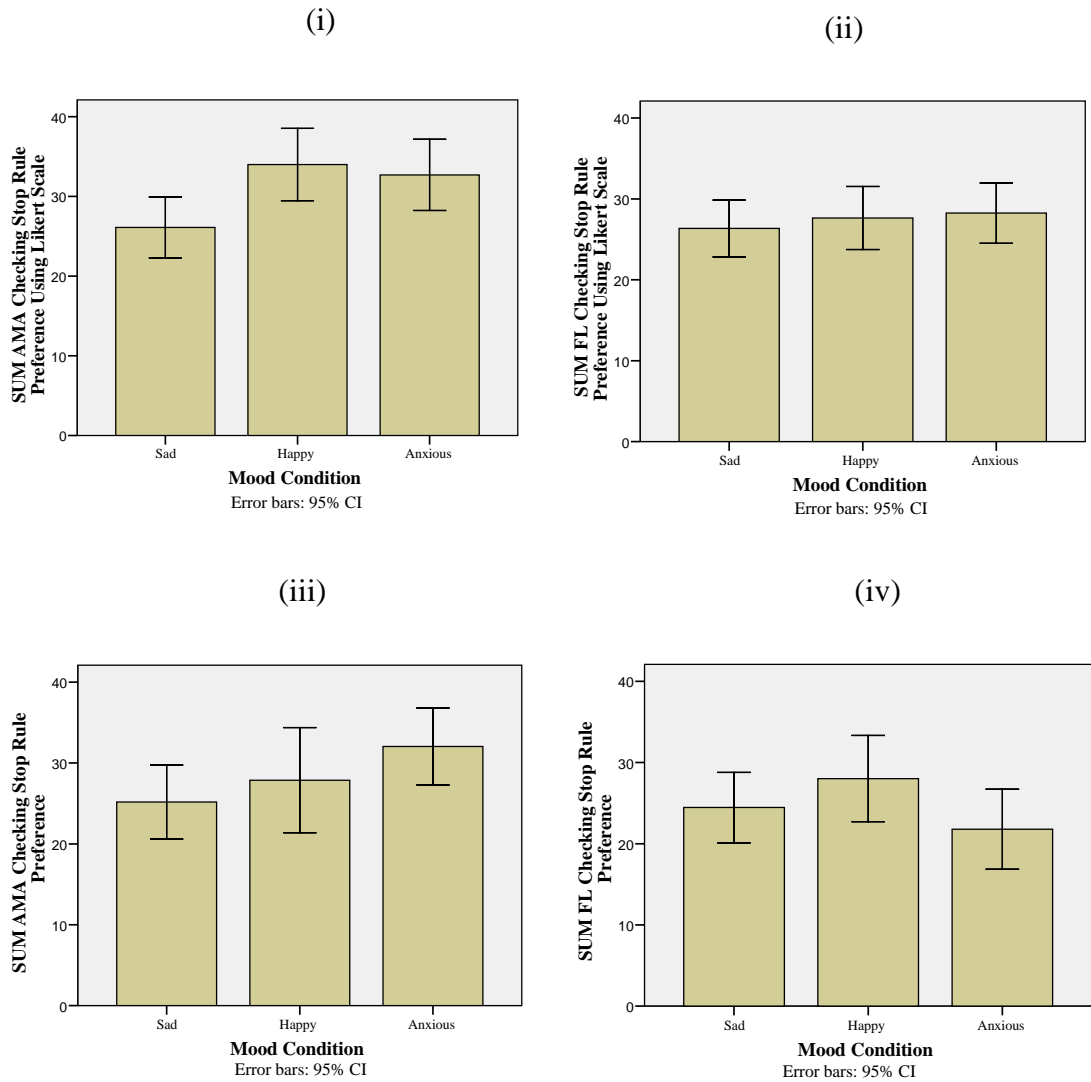 (i)
SUM AMA Checking Stop Rule
Preference Using Likert Scale
40
30
20
10
0
Sad Happy Anxious
Mood Condition
Error bars: 95% CI
(ii)
SUM FL Checking Stop Rule
Preference Using Likert Scale
40
30
20
10
0
Sad Happy Anxious
Mood Condition
Error bars: 95% CI
(iii)
SUM AMA Checking Stop Rule
Preference
40
30
20
10
0
Sad Happy Anxious
Mood Condition
Error bars: 95% CI
(iv)
SUM FL Checking Stop Rule
Preference
40
30
20
10
0
Sad Happy Anxious
Mood Condition
Error bars: 95% CI